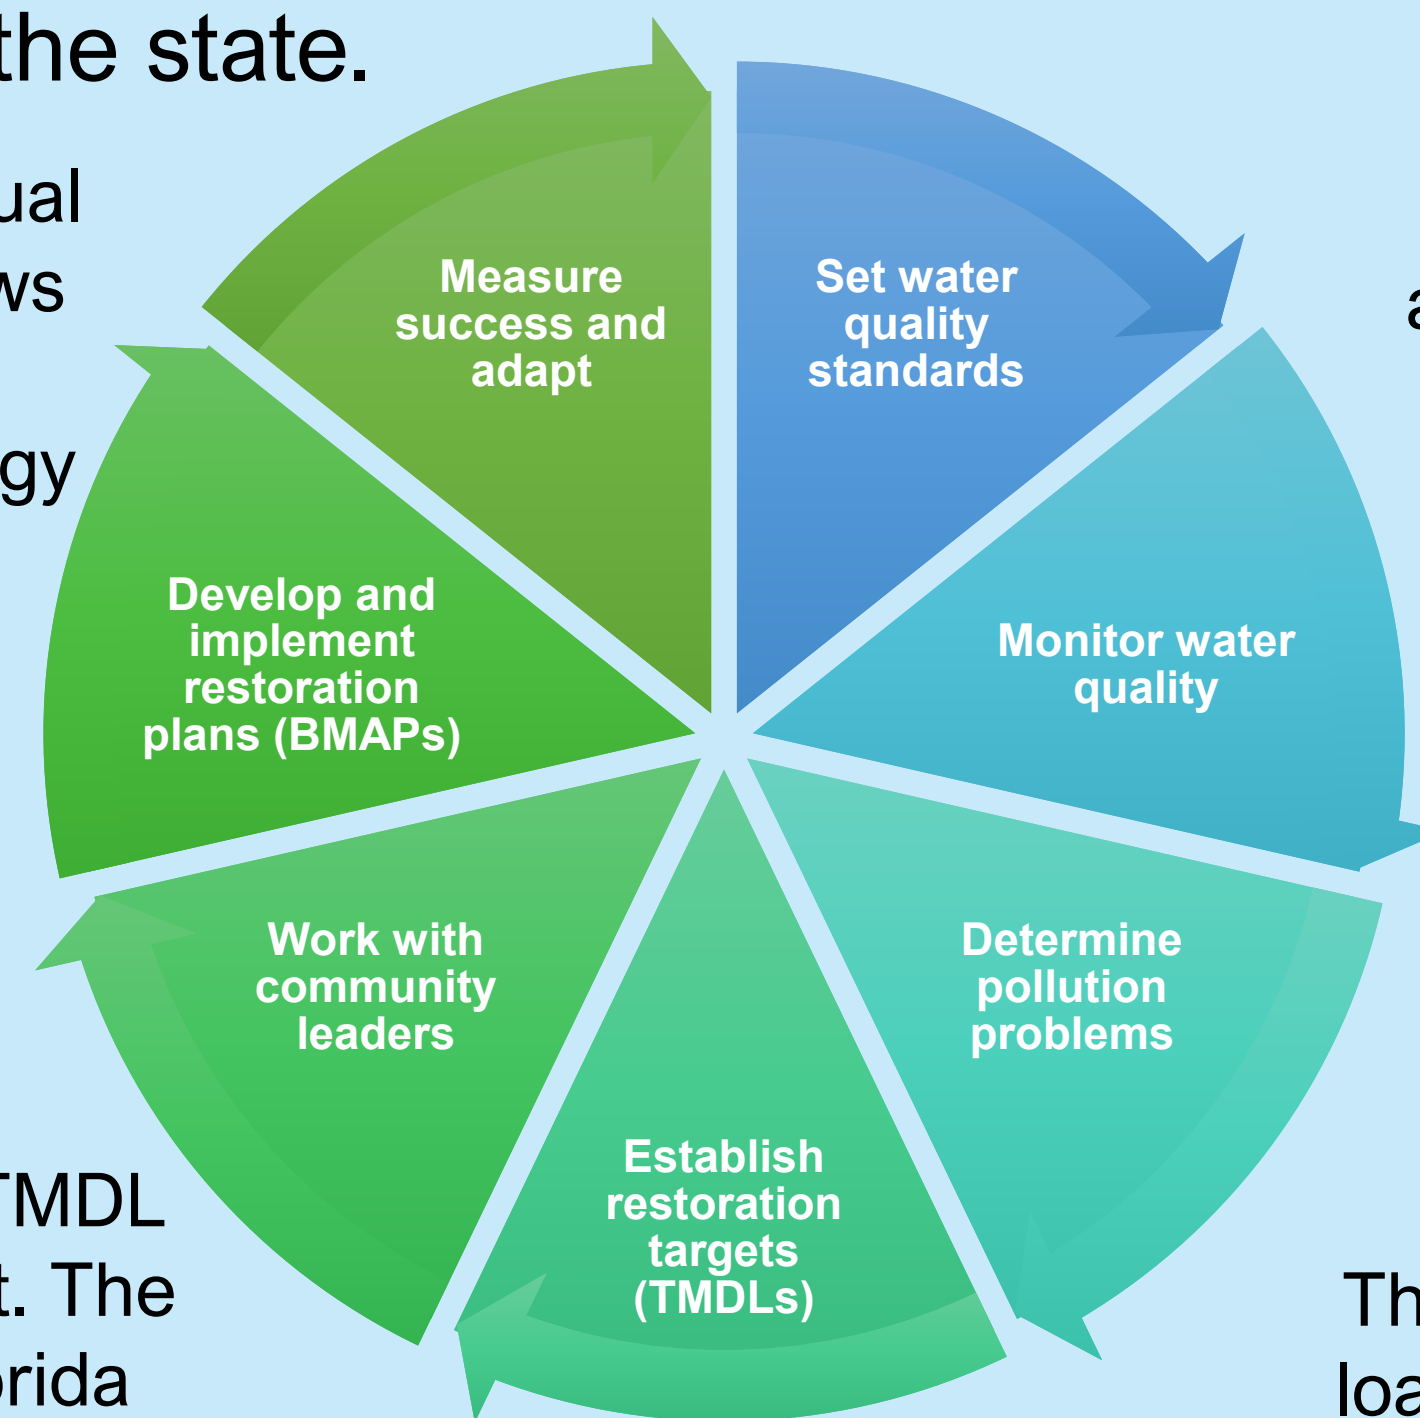 the state.
ual
ws
gy
Measure
success and
adapt
Set water
quality
standards
a
Develop and
implement
restoration
plans (BMAPs)
Monitor water
quality
Work with
community
leaders
Determine
pollution
problems
Establish
restoration
targets
(TMDLs)
TMDL
t. The
orida
Th
loa